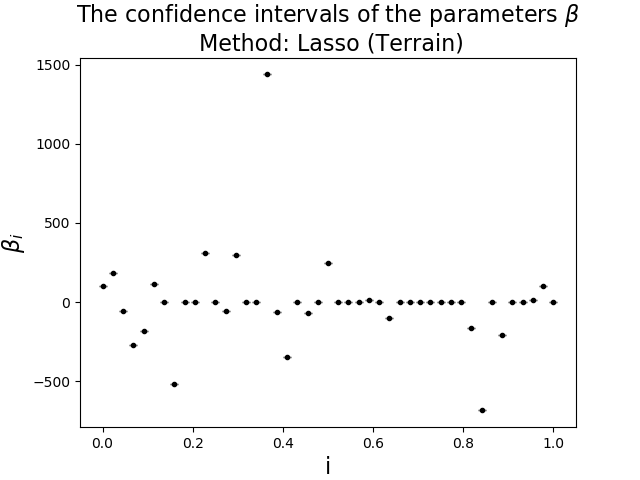 The confidence intervals of the parameters β
Method: Lasso (Terrain)
1500
1000
500
0
−500
βi
0.0 0.2 0.4 0.6 0.8 1.0
i